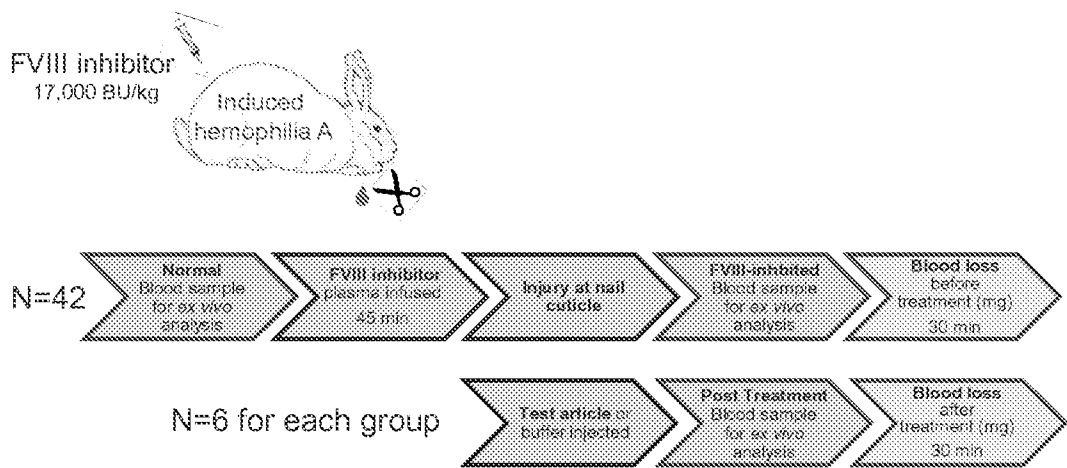 FVIII inhibitor
17,000 BU/kg
Induced
hemophilia A
N=42
Normal
Blood sample
for ex vivo
analysis
FVIII inhibitor
plasma infused
45 min
Injury at nail
cuticle
FVIII-inhbited
Blood sample
for ex vivo
analysis
Blood loss
before
treatment (mg)
30 min
N=6 for each group
Test article or
buffer injected
Post Treatment
Blood sample
for ex vivo
analysis
Blood loss
after
treatment (mg)
30 min